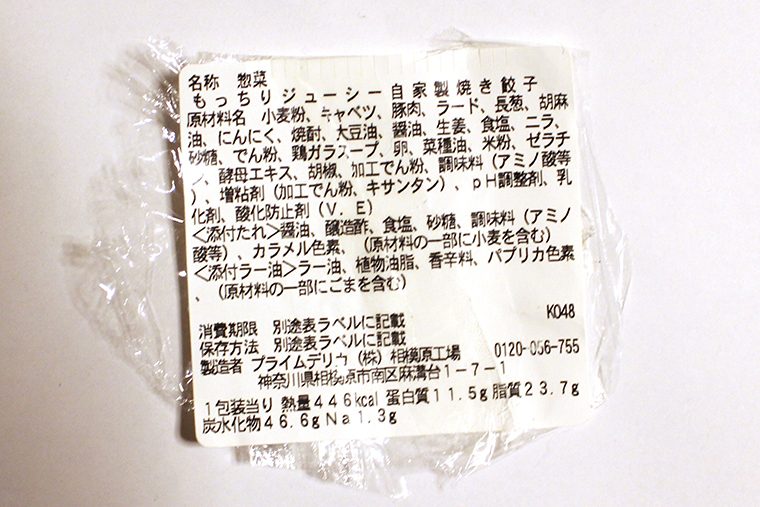 名称　惣菜
もっちりジューシー自家製焼き餃子
原材料名　小麦粉、キャベツ、豚肉、ラード、長葱、胡麻
油、にんにく、焼酎、大豆油、醤油、生姜、食塩、ニラ、
砂糖、でん粉、鶏ガラスープ、卵、菜種油、米粉、ゼラチ
ン、酵母エキス、胡椒、加工でん粉、調味料（アミノ酸等
）、増粘剤（加工でん粉、キサンタン）、ｐＨ調整剤、乳
化剤、酸化防止剤（Ｖ．Ｅ）
＜添付たれ＞醤油、醸造酢、食塩、砂糖、調味料（アミノ
酸等）、カラメル色素、（原材料の一部に小麦を含む）
＜添付ラー油＞ラー油、植物油脂、香辛料、パプリカ色素
、（原材料の一部にごまを含む）
K048
消費期限　別途表ラベルに記載
保存方法　別途表ラベルに記載
製造者　プライムデリカ（株）相模原工場　0120-056-755
神奈川県相模原市南区麻溝台１－７－１
１包装当り 熱量４４６kcal 蛋白質１１.５g 脂質２３.７g
炭水化物４６.６g Ｎａ１.３g